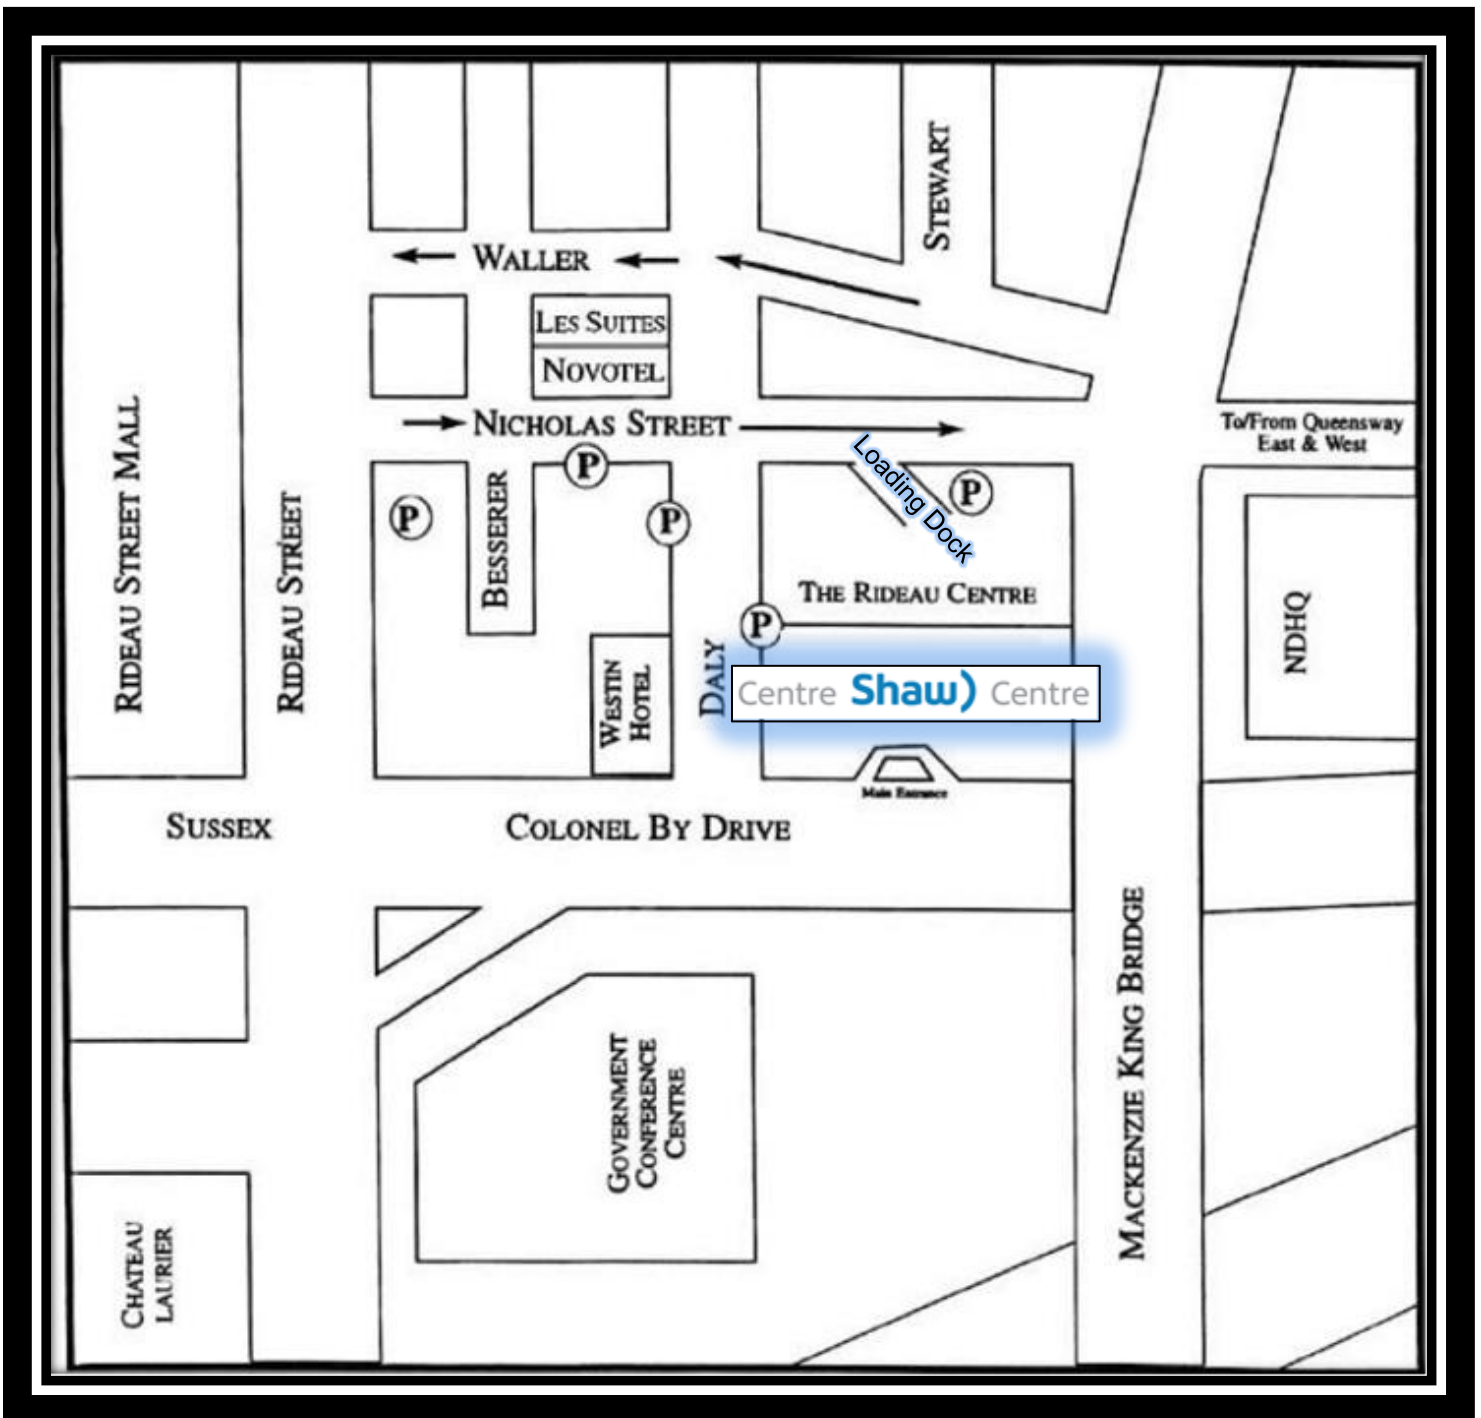 STEWART
WALLER
LES SUITES
NOVOTEL
NICHOLAS STREET
To/From Queensway
East & West
RIDEAU STREET MALL
RIDEAU STREET
P
P
P
P
P
BESSERER
Loading Dock
THE RIDEAU CENTRE
NDHQ
WESTIN
HOTEL
DALY
Centre Shaw) Centre
Main Entrance
SUSSEX
COLONEL BY DRIVE
MACKENZIE KING BRIDGE
GOVERNMENT
CONFERENCE
CENTRE
CHATEAU
LAURIER